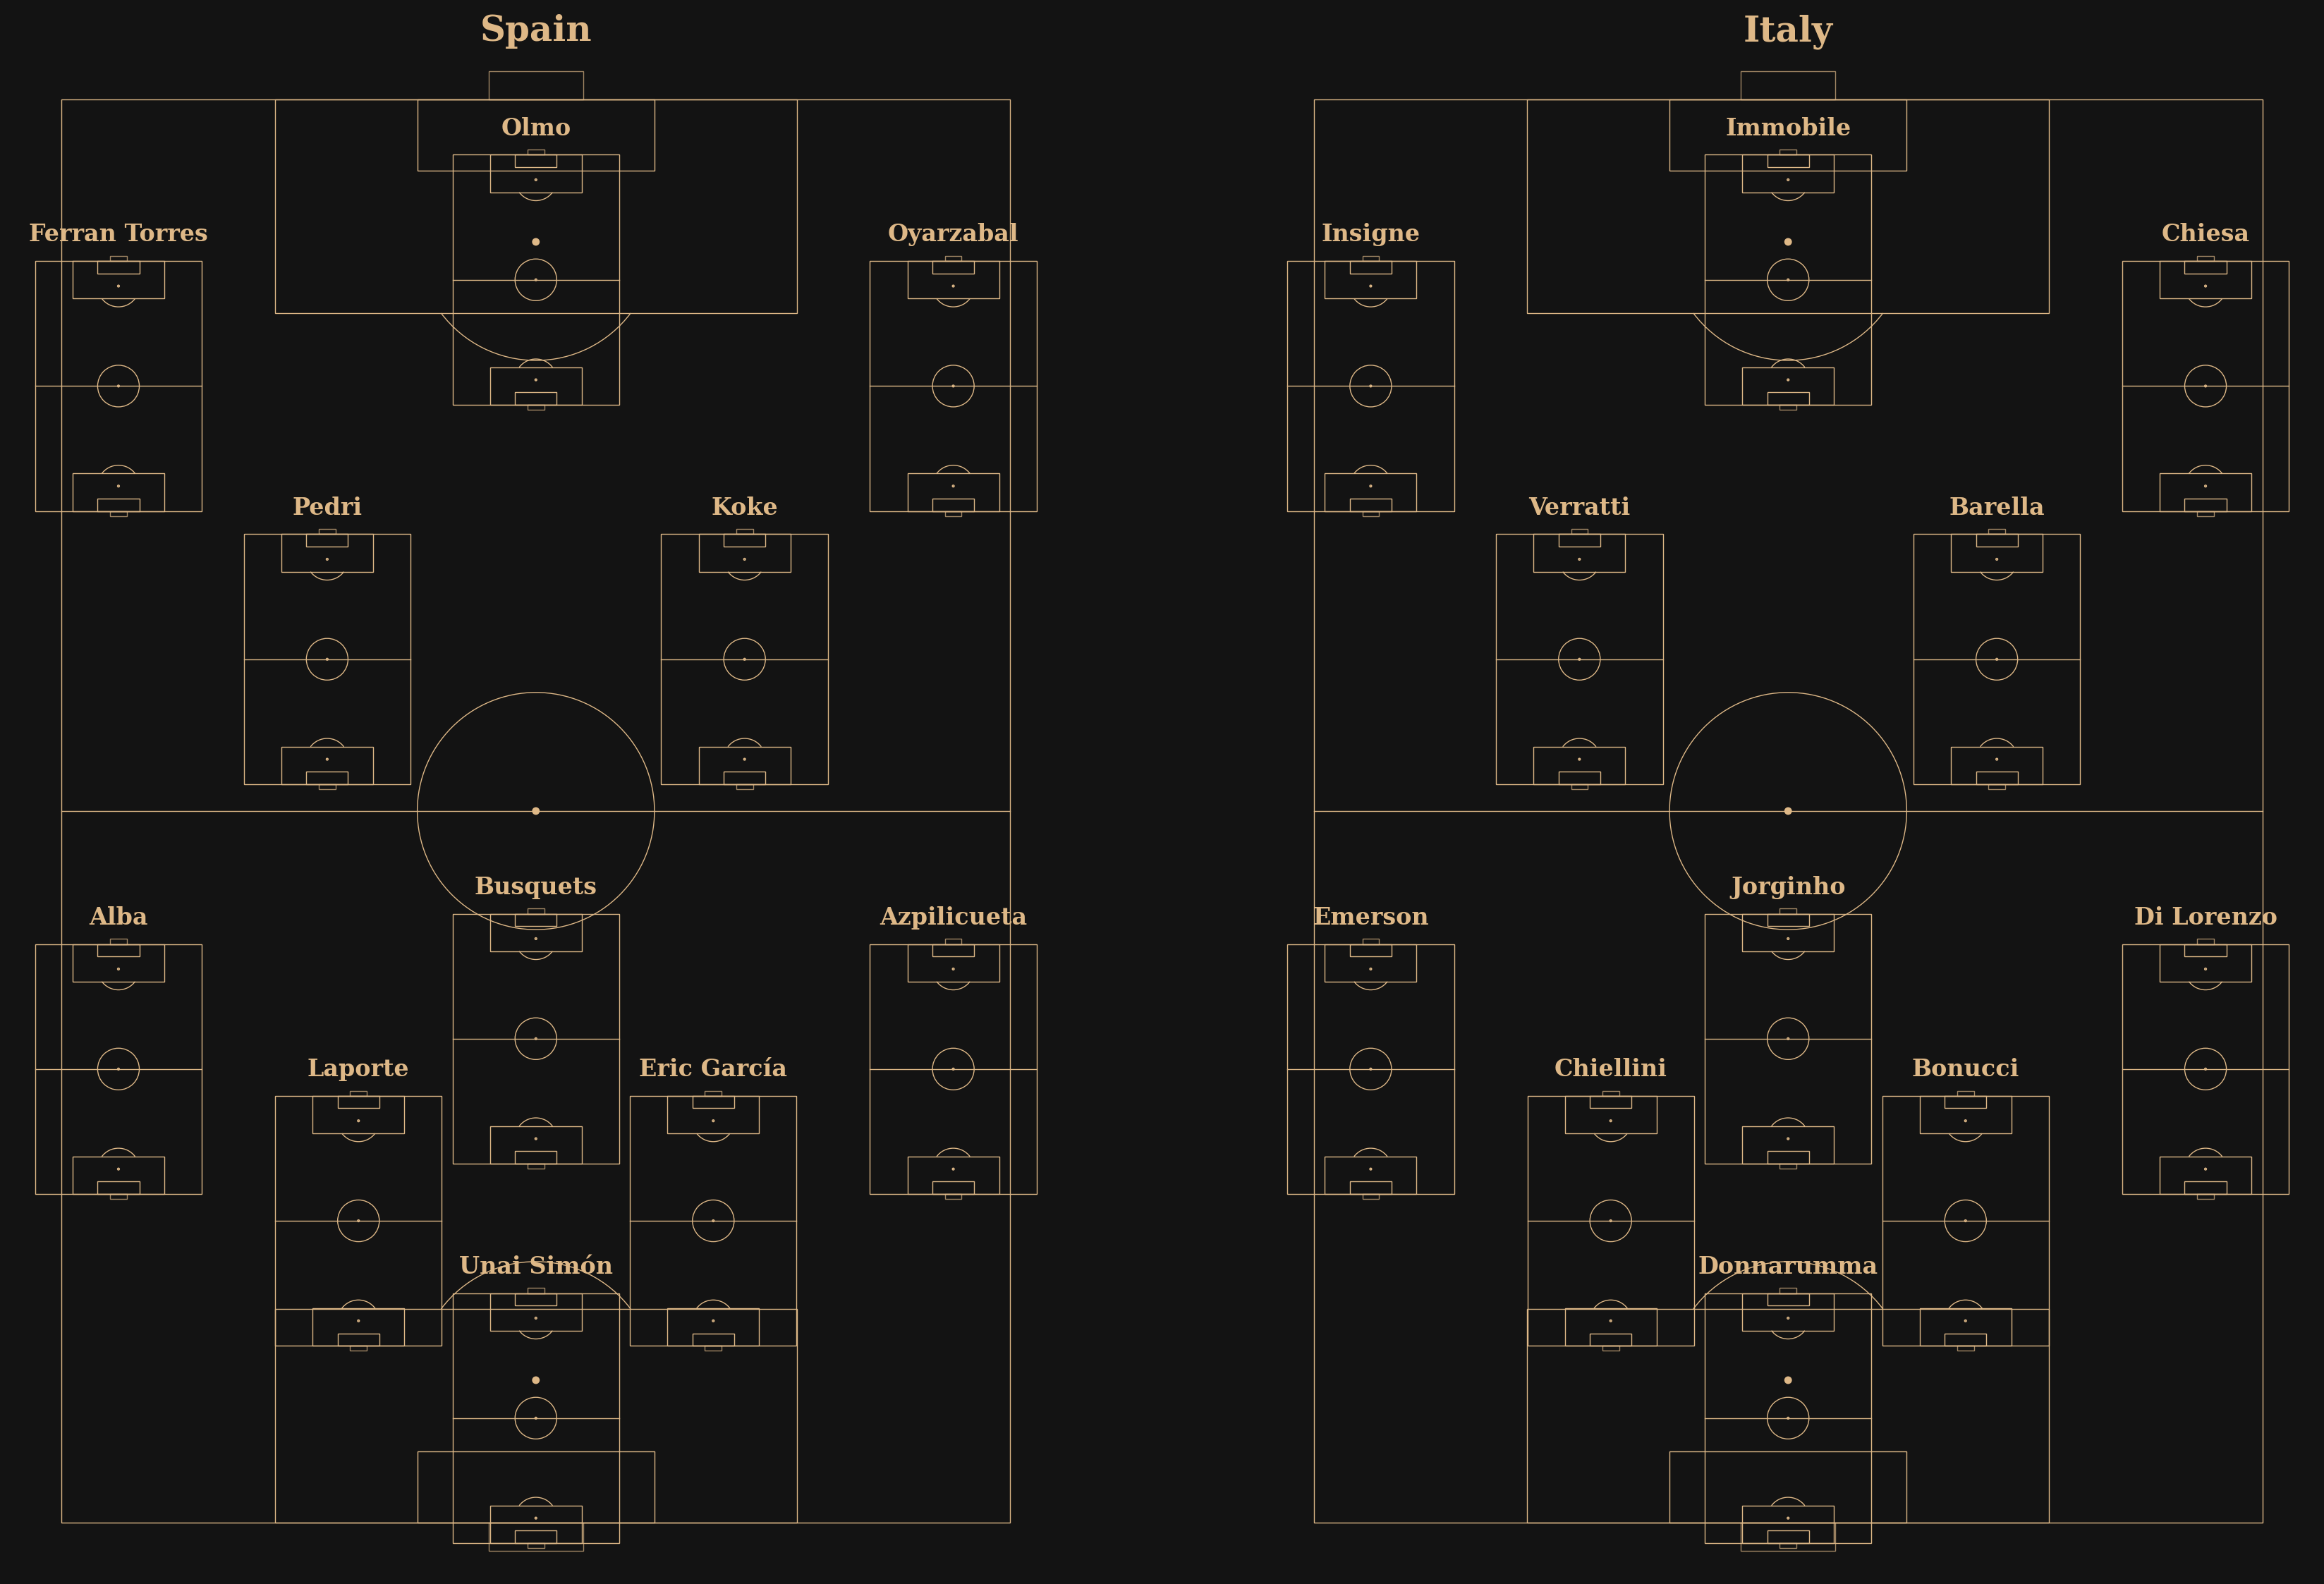 Spain
Olmo
Ferran Torres
Oyarzabal
Pedri
Koke
Busquets
Alba
Azpilicueta
Laporte
Eric García
Unai Simón
Italy
Immobile
Insigne
Chiesa
Verratti
Barella
Jorginho
Emerson
Di Lorenzo
Chiellini
Bonucci
Donnarumma